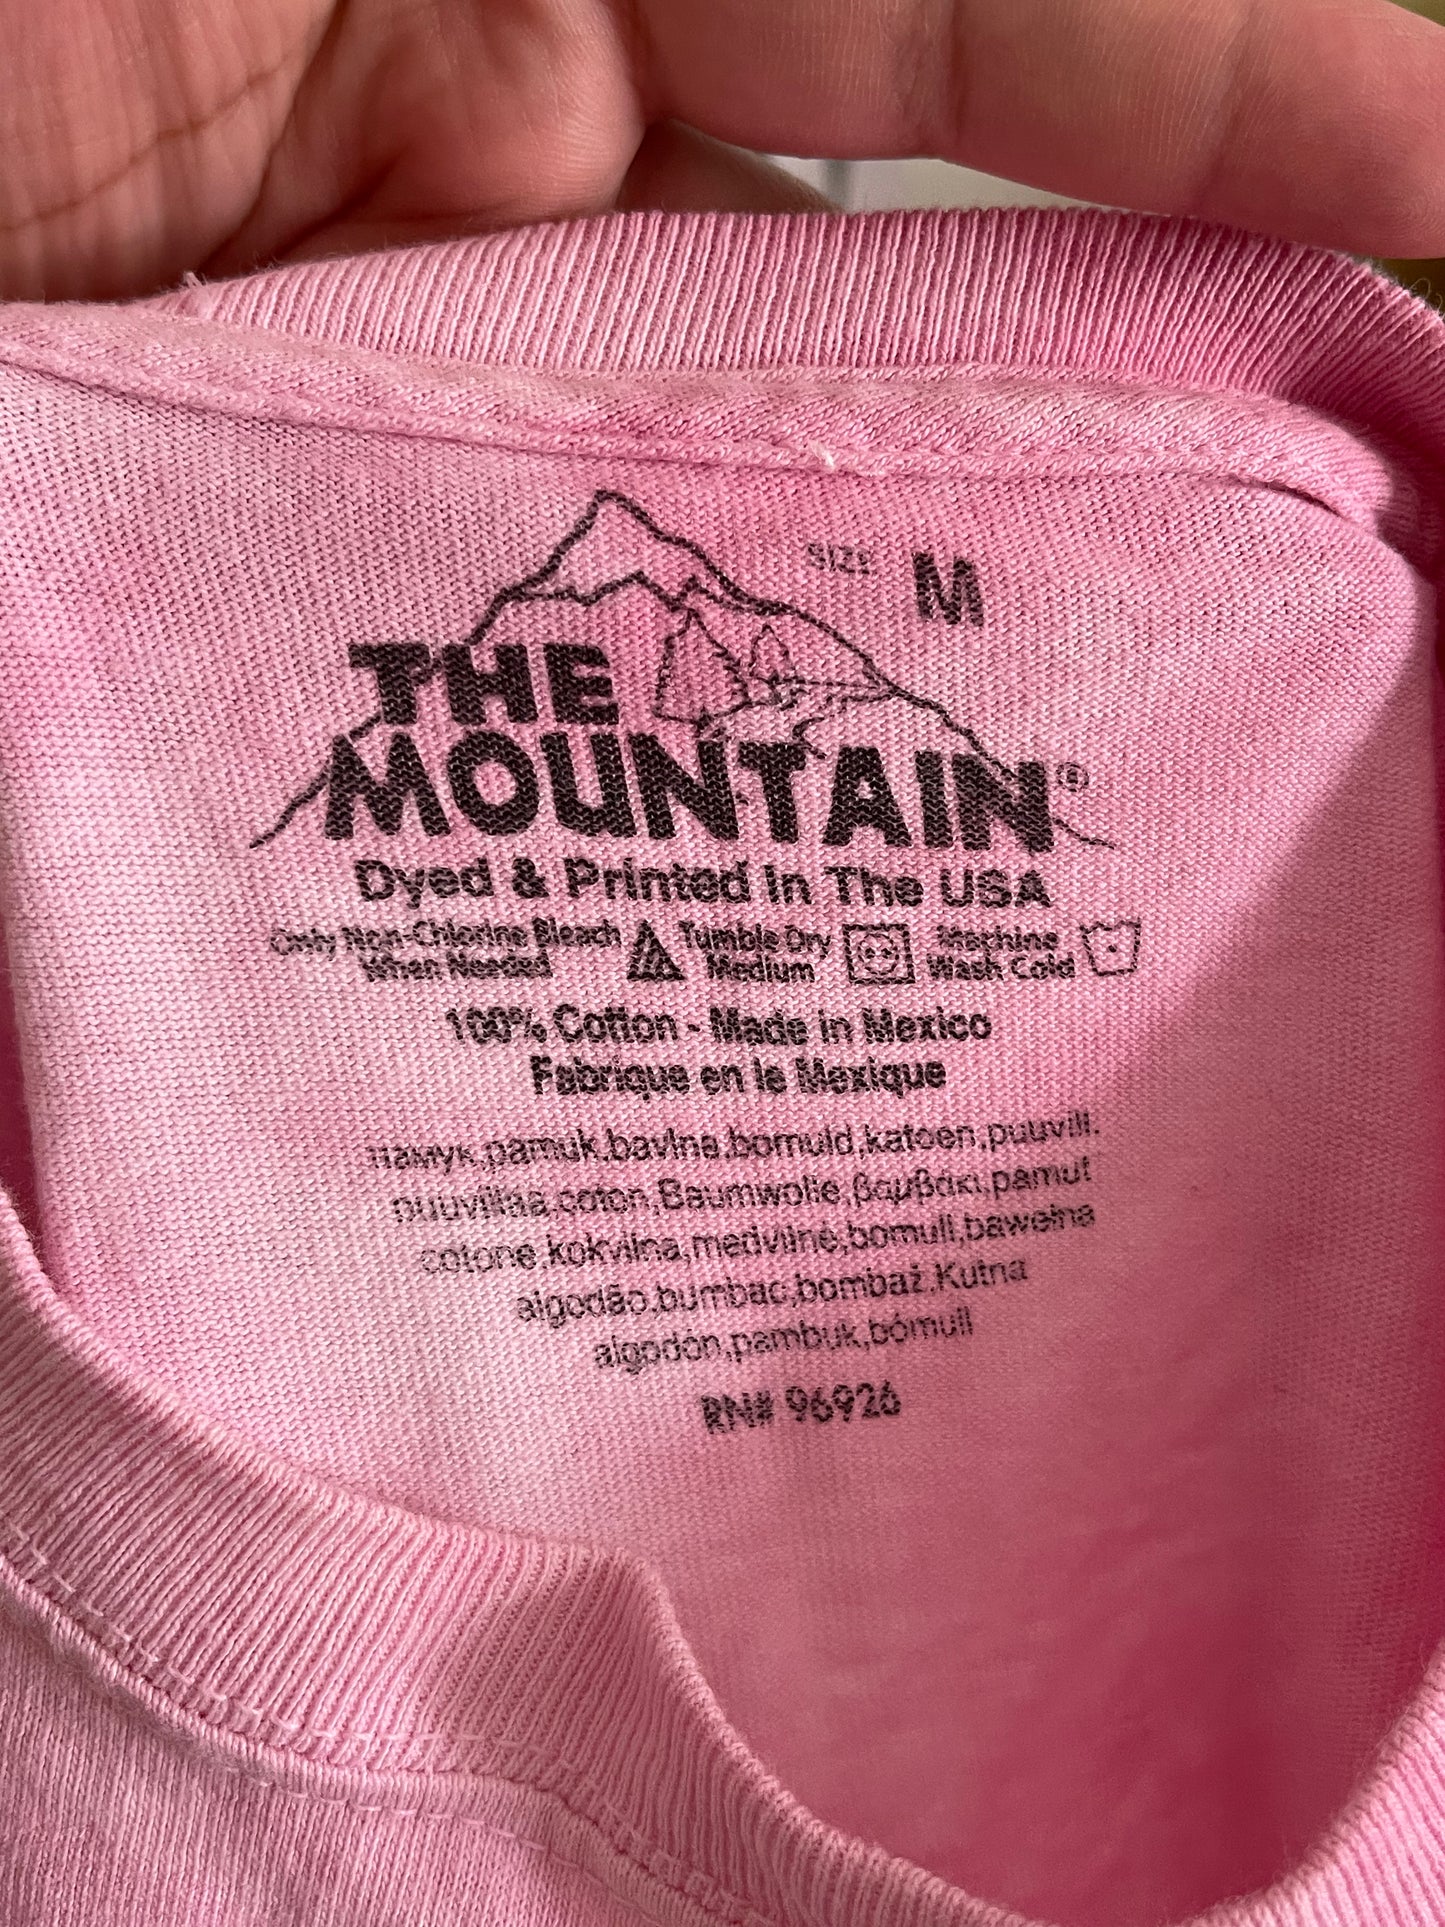 SIZE M
THE
MOUNTAIN®
Dyed & Printed In The USA
Only Non-Chlorine Bleach When Needed Tumble Dry Medium Machine Wash Cold
100% Cotton - Made in Mexico
Fabriqué en le Mexique
памук,pamuk,bavlna,bomuld,katoen,puuvill.
puuvillaa,coton,Baumwolle,βαμβάκι,pamut
cotone,kokvilna,medvilnė,bomull,bawełna
algodão,bumbac,bombaž,Kutna
algodón,pambuk,bómull
RN# 96926